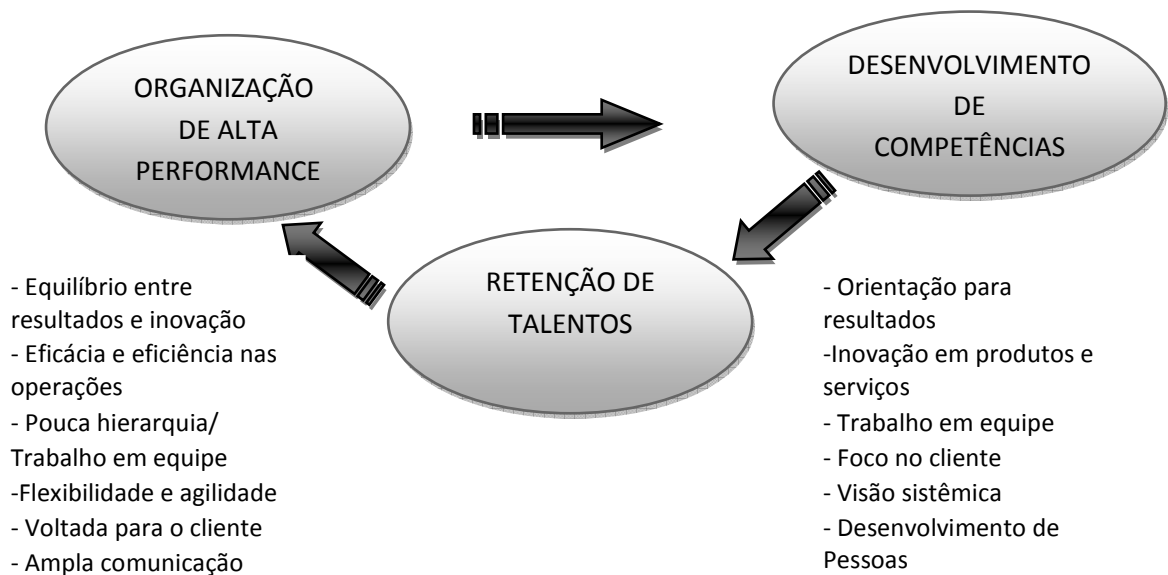 ORGANIZAÇÃO
DE ALTA
PERFORMANCE
DESENVOLVIMENTO
DE
COMPETÊNCIAS
RETENÇÃO DE
TALENTOS
- Equilíbrio entre
resultados e inovação
- Eficácia e eficiência nas
operações
- Pouca hierarquia/
Trabalho em equipe
-Flexibilidade e agilidade
- Voltada para o cliente
- Ampla comunicação
- Orientação para
resultados
-Inovação em produtos e
serviços
- Trabalho em equipe
- Foco no cliente
- Visão sistêmica
- Desenvolvimento de
Pessoas